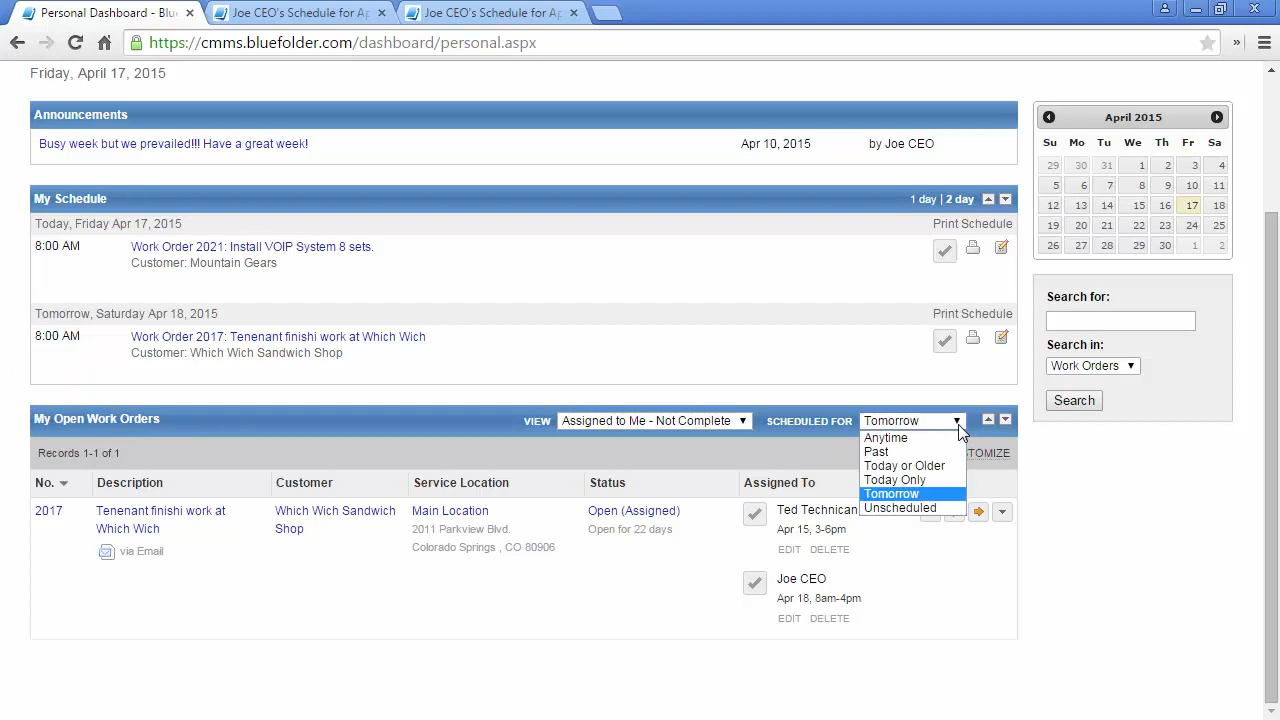 Personal Dashboard - Blu
Joe CEO's Schedule for Ap
Joe CEO's Schedule for Ap
https://cmms.bluefolder.com/dashboard/personal.aspx
Friday, April 17, 2015
Announcements
Busy week but we prevailed!!! Have a great week! Apr 10, 2015 by Joe CEO
My Schedule 1 day | 2 day
Today, Friday Apr 17, 2015 Print Schedule
8:00 AM Work Order 2021: Install VOIP System 8 sets.
Customer: Mountain Gears
Tomorrow, Saturday Apr 18, 2015 Print Schedule
8:00 AM Work Order 2017: Tenenant finishi work at Which Wich
Customer: Which Wich Sandwich Shop
My Open Work Orders VIEW Assigned to Me - Not Complete SCHEDULED FOR Tomorrow
Anytime
Past
Today or Older
Today Only
Tomorrow
Unscheduled
Records 1-1 of 1
No. Description Customer Service Location Status Assigned To
2017 Tenenant finishi work at Which Wich Sandwich Main Location Open (Assigned)
Which Wich Shop 2011 Parkview Blvd. Open for 22 days
via Email Colorado Springs , CO 80906
Ted Technican
Apr 15, 3-6pm
EDIT DELETE
Joe CEO
Apr 18, 8am-4pm
EDIT DELETE
April 2015
Su Mo Tu We Th Fr Sa
29 30 31 1 2 3 4
5 6 7 8 9 10 11
12 13 14 15 16 17 18
19 20 21 22 23 24 25
26 27 28 29 30 1 2
Search for:
Search in:
Work Orders
Search